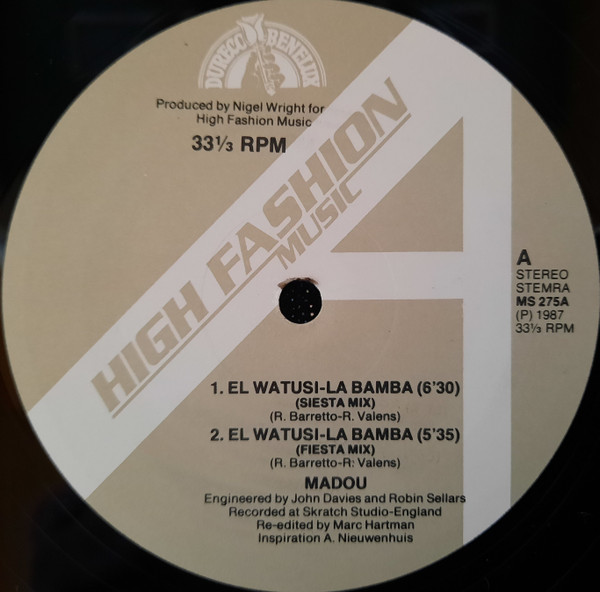 DURECO BENELUX
Produced by Nigel Wright for
High Fashion Music
33⅓ RPM
HIGH FASHION
MUSIC
A
STEREO
STEMRA
MS 275A
(P) 1987
33⅓ RPM
1. EL WATUSI-LA BAMBA (6'30)
(SIESTA MIX)
(R. Barretto-R. Valens)
2. EL WATUSI-LA BAMBA (5'35)
(FIESTA MIX)
(R. Barretto-R. Valens)
MADOU
Engineered by John Davies and Robin Sellars
Recorded at Skratch Studio-England
Re-edited by Marc Hartman
Inspiration A. Nieuwenhuis